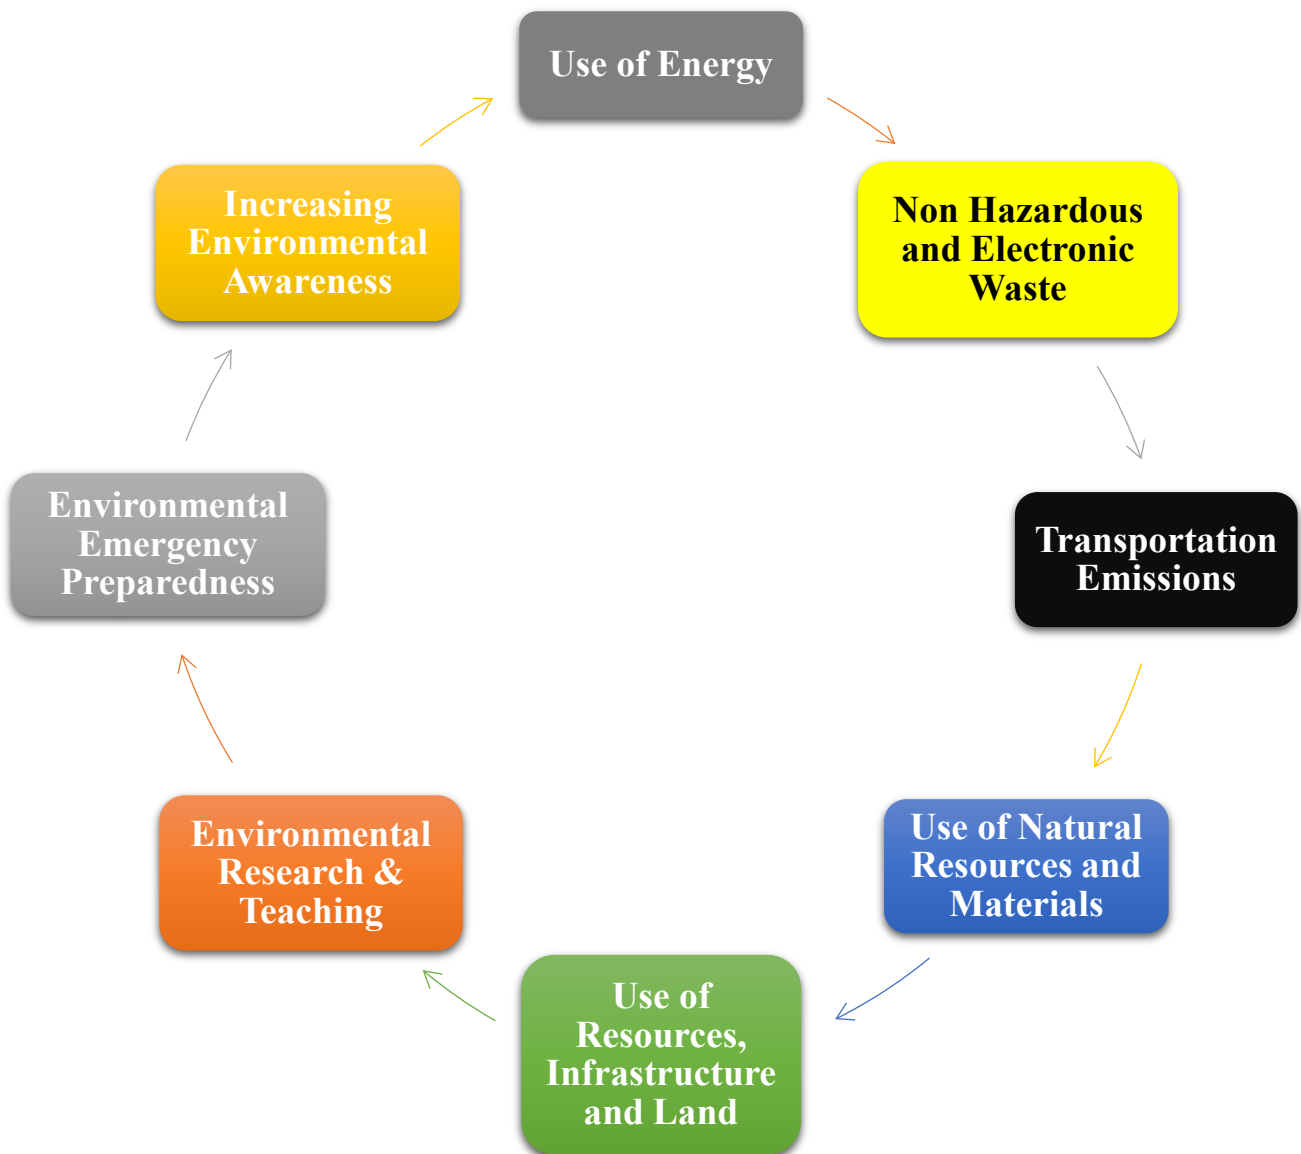 Use of Energy
Non Hazardous
and Electronic
Waste
Transportation
Emissions
Use of Natural
Resources and
Materials
Use of
Resources,
Infrastructure
and Land
Environmental
Research &
Teaching
Environmental
Emergency
Preparedness
Increasing
Environmental
Awareness